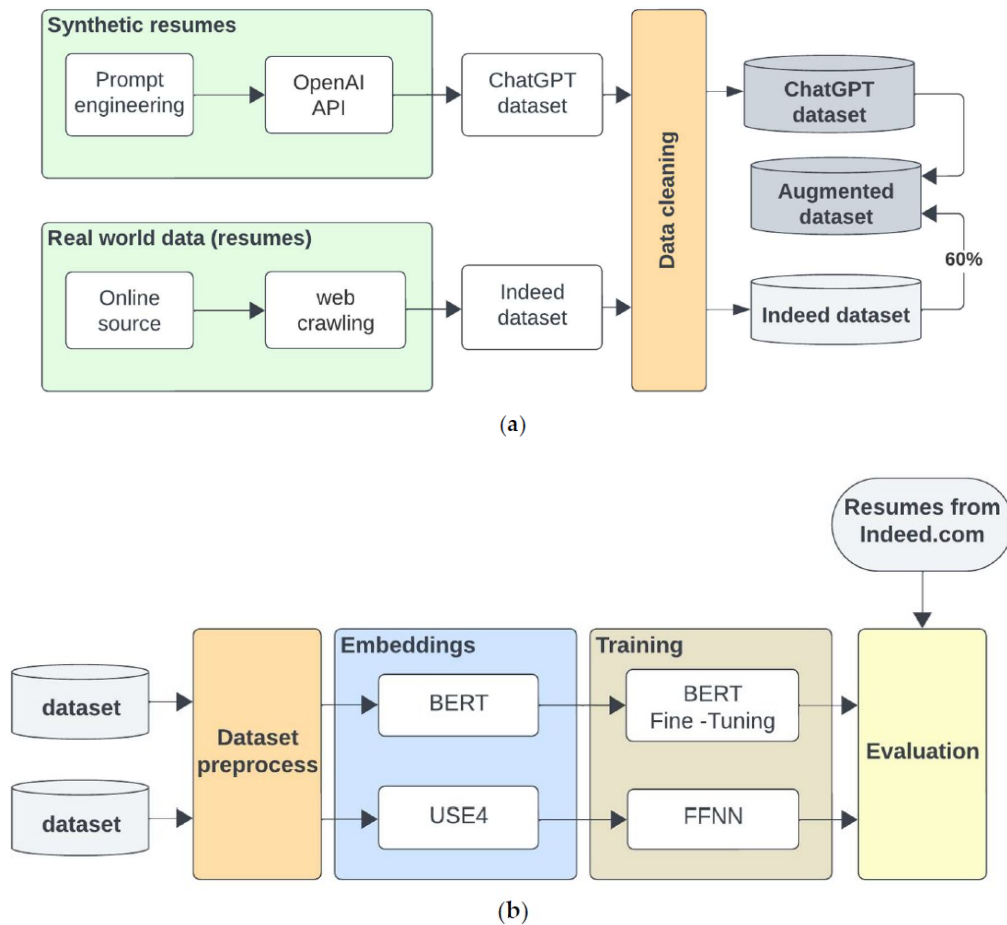 Synthetic resumes
Prompt
engineering
OpenAI
API
ChatGPT
dataset
Data cleaning
ChatGPT
dataset
Augmented
dataset
60%
Real world data (resumes)
Online
source
web
crawling
Indeed
dataset
Indeed dataset
(a)
Resumes from
Indeed.com
dataset
dataset
Dataset
preprocess
Embeddings
BERT
USE4
Training
BERT
Fine -Tuning
FFNN
Evaluation
(b)